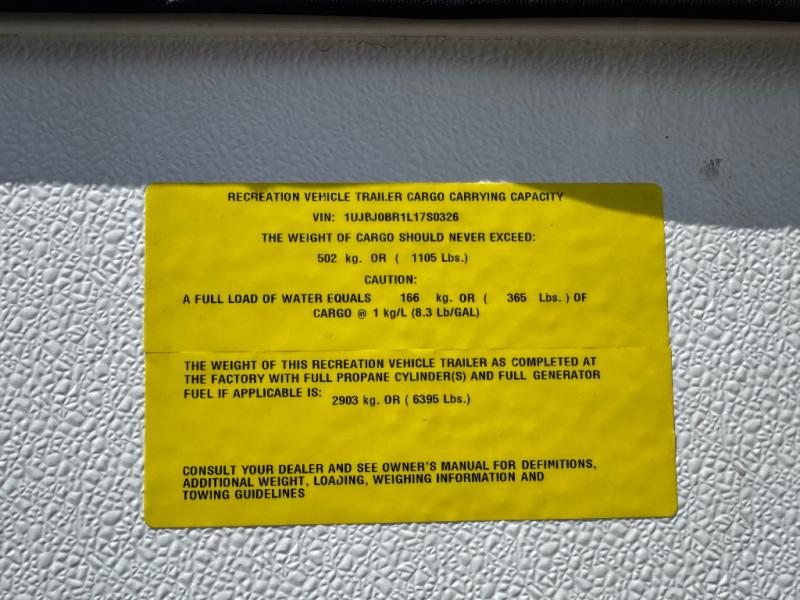 RECREATION VEHICLE TRAILER CARGO CARRYING CAPACITY
VIN: 1UJBJ0BR1L17S0326
THE WEIGHT OF CARGO SHOULD NEVER EXCEED:
502 kg. OR ( 1105 Lbs.)
CAUTION:
A FULL LOAD OF WATER EQUALS 166 kg. OR ( 365 Lbs. ) OF
CARGO @ 1 kg/L (8.3 Lb/GAL)
THE WEIGHT OF THIS RECREATION VEHICLE TRAILER AS COMPLETED AT
THE FACTORY WITH FULL PROPANE CYLINDER(S) AND FULL GENERATOR
FUEL IF APPLICABLE IS: 2903 kg. OR ( 6395 Lbs.)
CONSULT YOUR DEALER AND SEE OWNER'S MANUAL FOR DEFINITIONS,
ADDITIONAL WEIGHT, LOADING, WEIGHING INFORMATION AND
TOWING GUIDELINES